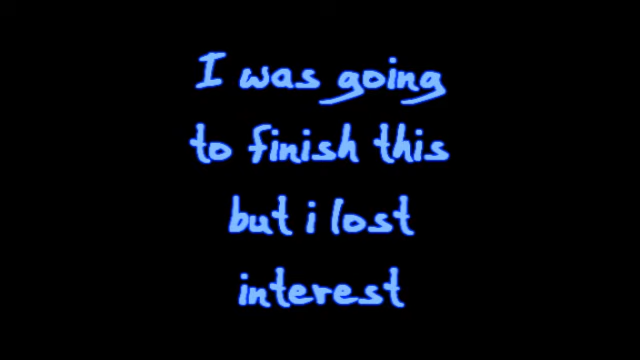 I was going
to finish this
but i lost
interest